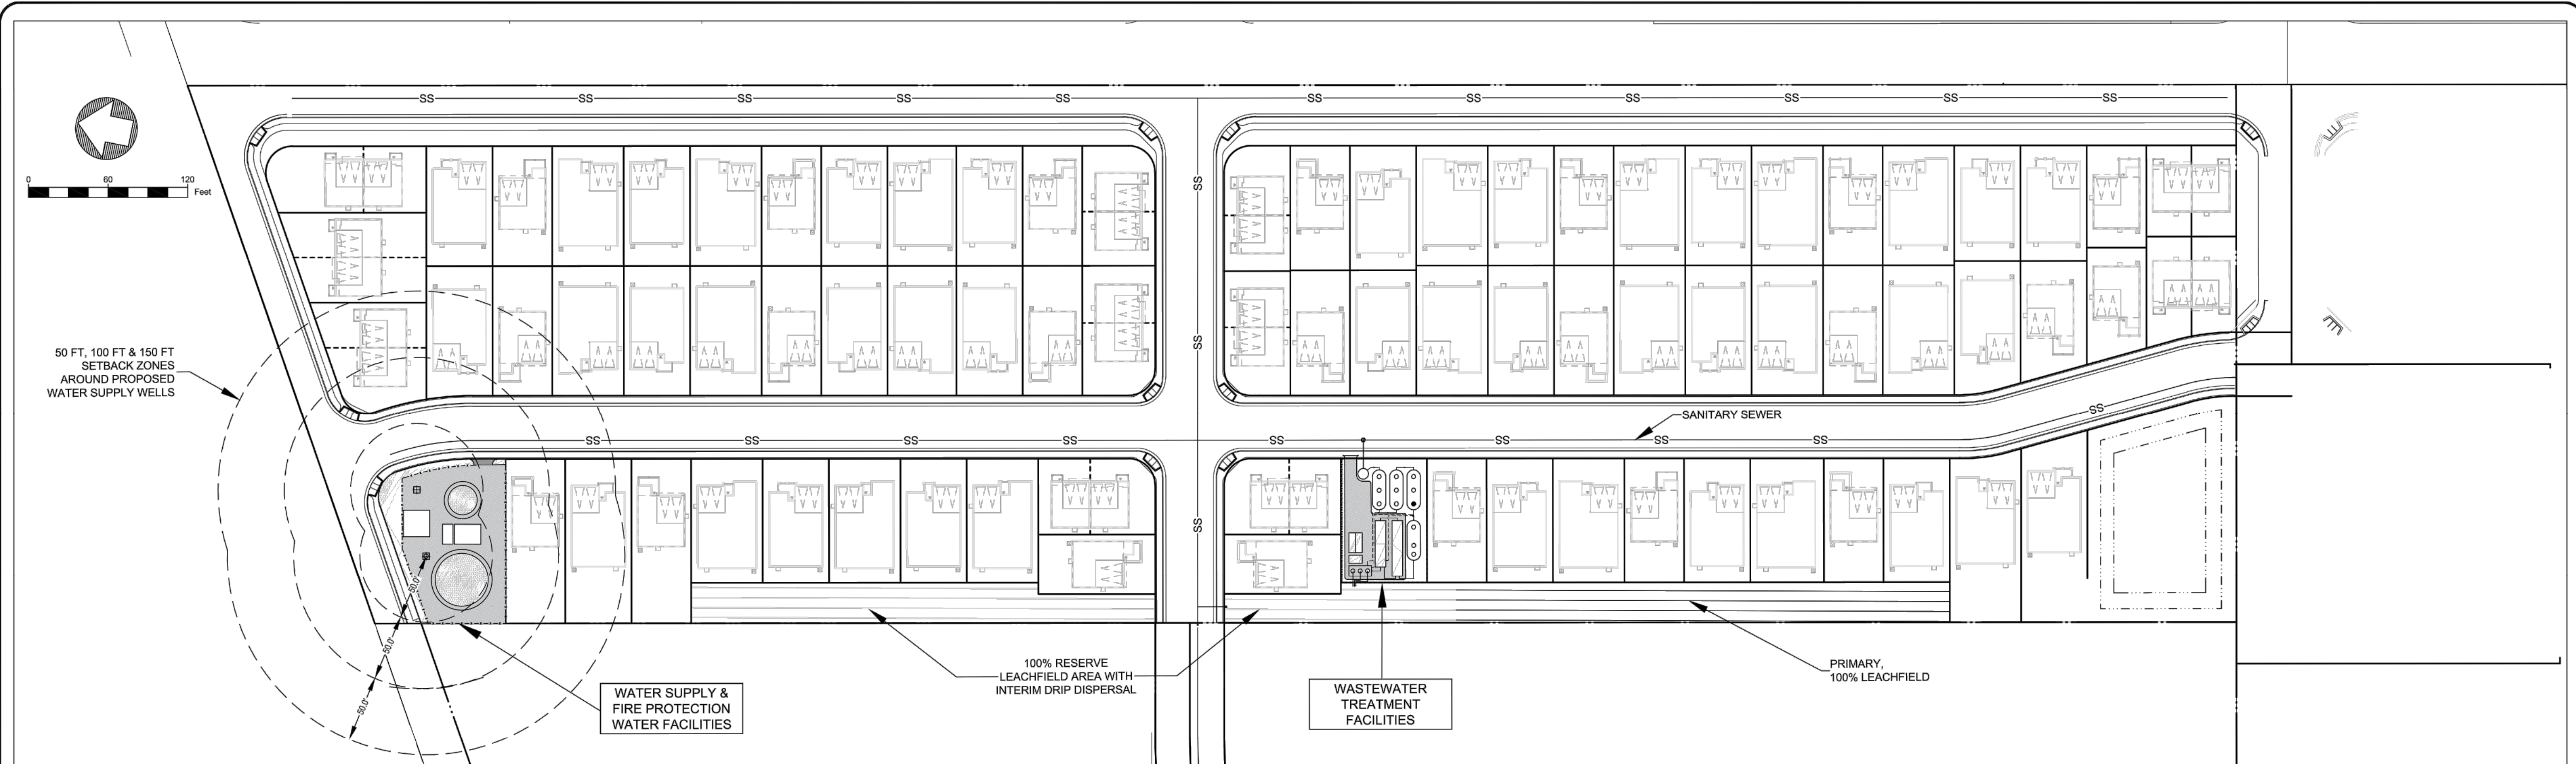 SS SS SS SS SS SS SS SS SS SS SS
0 60 120
Feet
SS
SS
50 FT, 100 FT & 150 FT
SETBACK ZONES
AROUND PROPOSED
WATER SUPPLY WELLS
SANITARY SEWER
SS
SS SS SS SS SS SS SS SS
SS
50.0'
50.0'
50.0'
100% RESERVE
LEACHFIELD AREA WITH
INTERIM DRIP DISPERSAL
PRIMARY,
100% LEACHFIELD
WATER SUPPLY &
FIRE PROTECTION
WATER FACILITIES
WASTEWATER
TREATMENT
FACILITIES